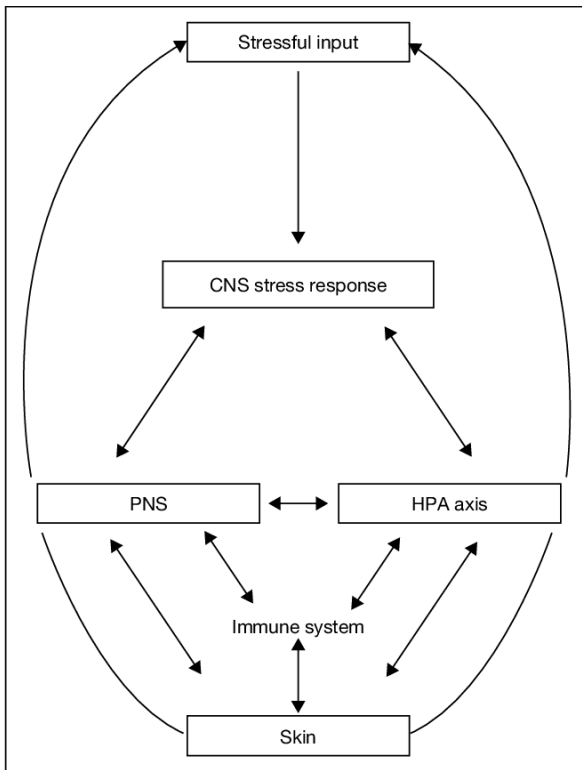 Stressful input
CNS stress response
PNS
HPA axis
Immune system
Skin